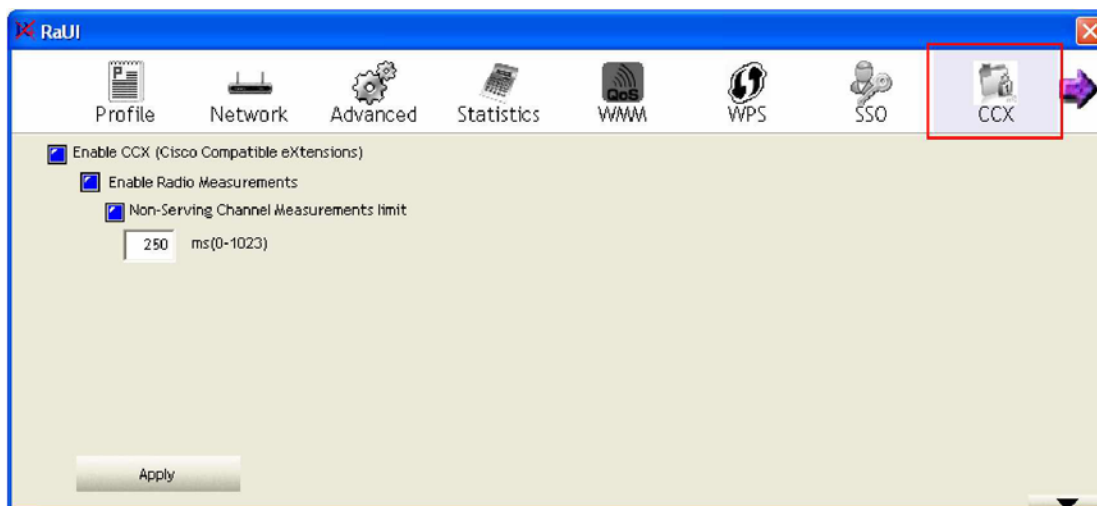 RaUI
Profile Network Advanced Statistics QoS WMM WPS SSO CCX
Enable CCX (Cisco Compatible eXtensions)
Enable Radio Measurements
Non-Serving Channel Measurements limit
250 ms(0-1023)
Apply